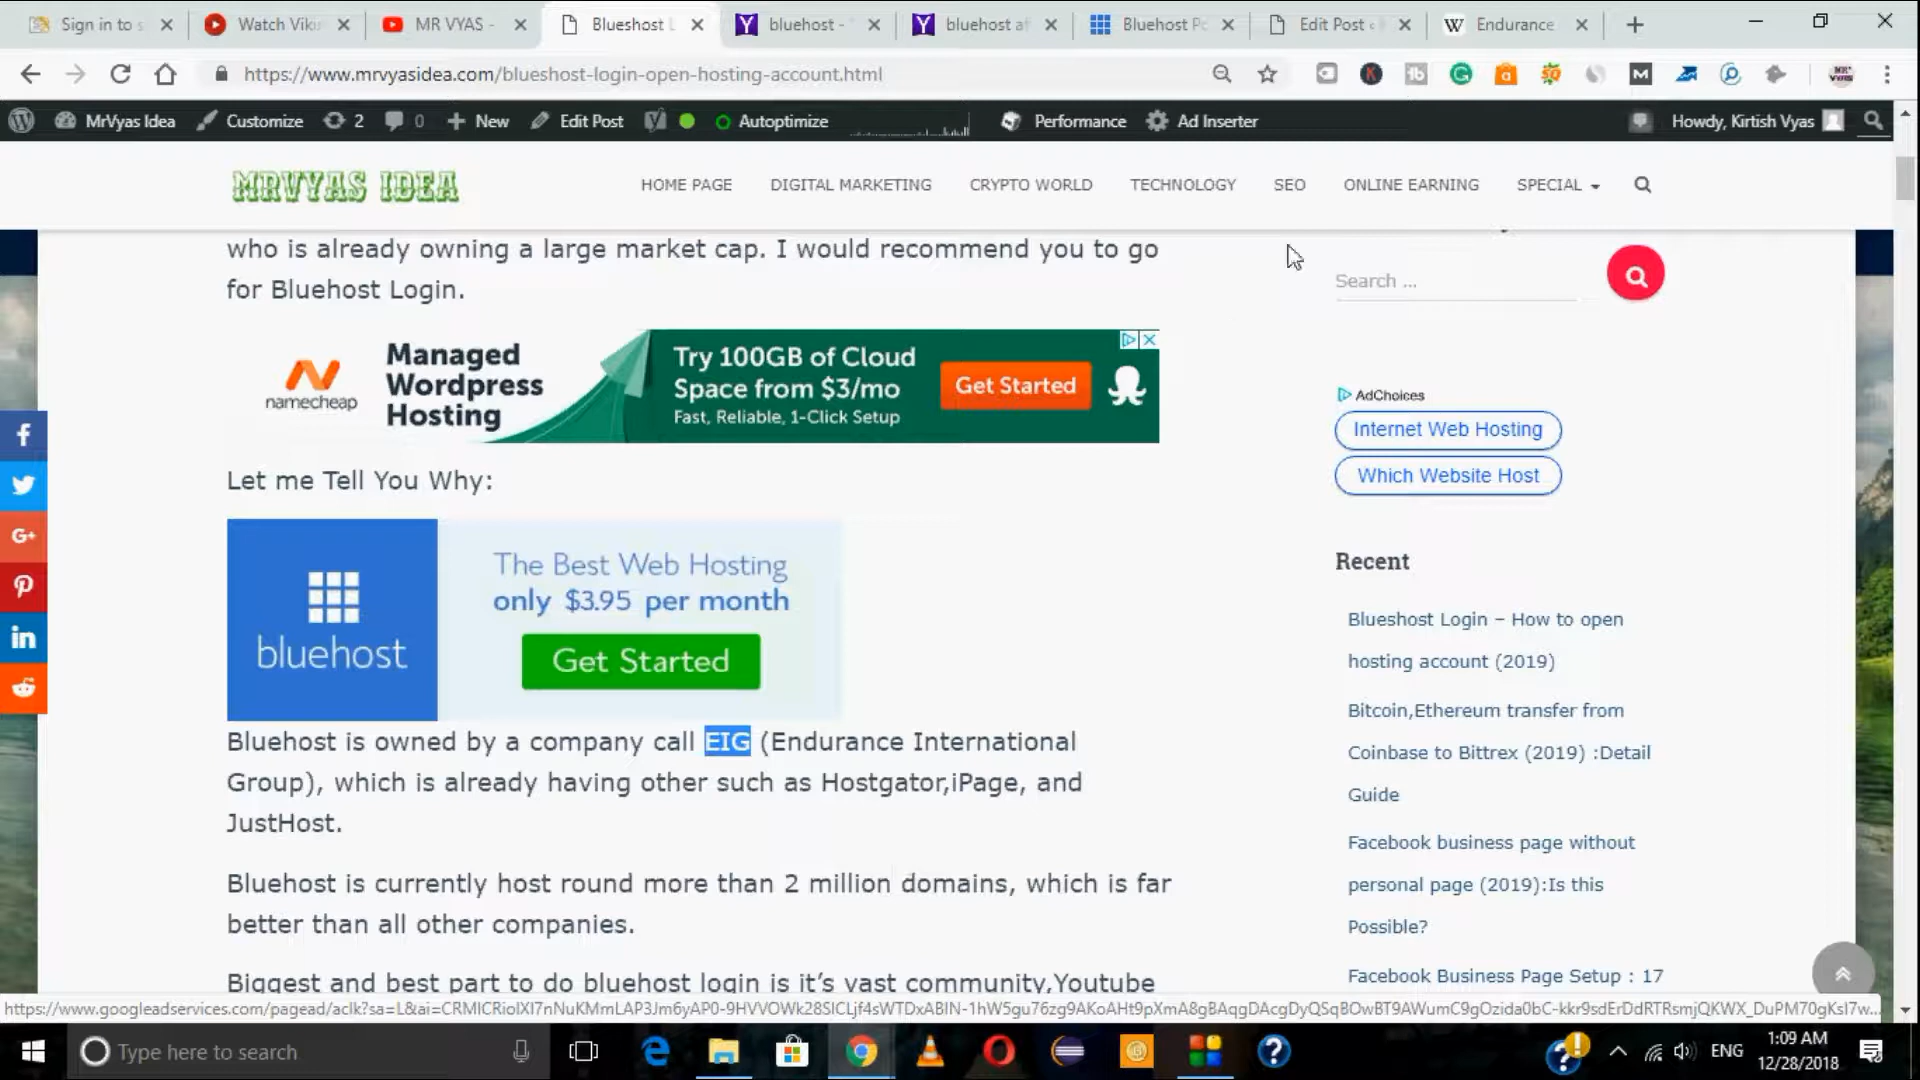 Sign in to s
Watch Viki
MR VYAS -
Blueshost L
bluehost -
bluehost af
Bluehost Po
Edit Post
Endurance
https://www.mrvyasidea.com/blueshost-login-open-hosting-account.html
MrVyas Idea
Customize
2
0
New
Edit Post
Autoptimize
Performance
Ad Inserter
Howdy, Kirtish Vyas
MRVYAS IDEA
HOME PAGE
DIGITAL MARKETING
CRYPTO WORLD
TECHNOLOGY
SEO
ONLINE EARNING
SPECIAL
who is already owning a large market cap. I would recommend you to go
for Bluehost Login.
namecheap
Managed
Wordpress
Hosting
Try 100GB of Cloud
Space from $3/mo
Fast, Reliable, 1-Click Setup
Get Started
Let me Tell You Why:
bluehost
The Best Web Hosting
only $3.95 per month
Get Started
Bluehost is owned by a company call EIG (Endurance International
Group), which is already having other such as Hostgator,iPage, and
JustHost.
Bluehost is currently host round more than 2 million domains, which is far
better than all other companies.
Biggest and best part to do bluehost login is it’s vast community,Youtube
Search ...
AdChoices
Internet Web Hosting
Which Website Host
Recent
Blueshost Login – How to open
hosting account (2019)
Bitcoin,Ethereum transfer from
Coinbase to Bittrex (2019) :Detail
Guide
Facebook business page without
personal page (2019):Is this
Possible?
Facebook Business Page Setup : 17
Type here to search
ENG
1:09 AM
12/28/2018